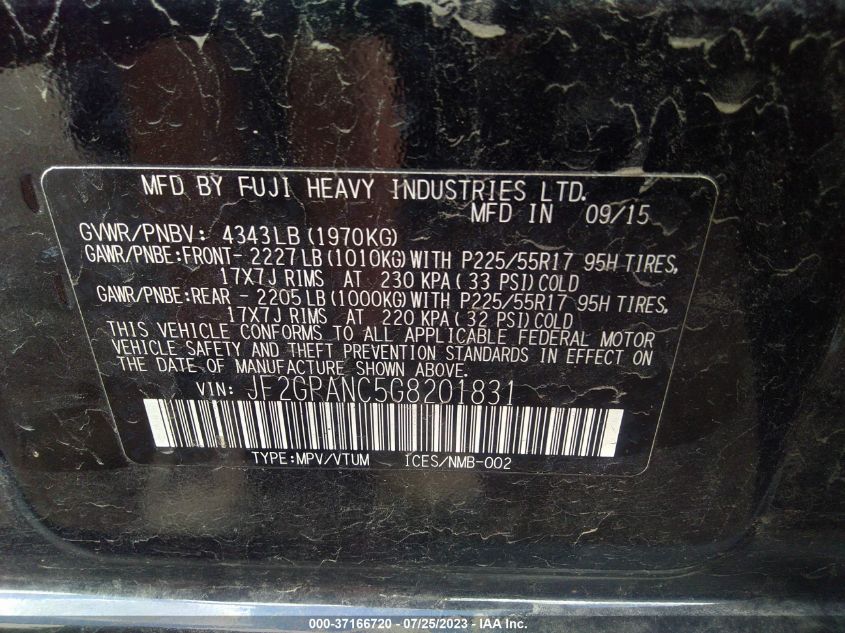 MFD BY FUJI HEAVY INDUSTRIES LTD.
MFD IN 09/15
GVWR/PNBV: 4343LB(1970KG)
GAWR/PNBE:FRONT- 2227LB(1010KG)WITH P225/55R17 95H TIRES,
17X7J RIMS AT 230 KPA(33 PSI)COLD
GAWR/PNBE:REAR - 2205LB(1000KG)WITH P225/55R17 95H TIRES,
17X7J RIMS AT 220 KPA(32 PSI)COLD
THIS VEHICLE CONFORMS TO ALL APPLICABLE FEDERAL MOTOR
VEHICLE SAFETY AND THEFT PREVENTION STANDARDS IN EFFECT ON
THE DATE OF MANUFACTURE SHOWN ABOVE.
VIN: JF2GPANC5G8201831
TYPE:MPV/VTUM ICES/NMB-002
000-37166720 - 07/25/2023 - IAA Inc.